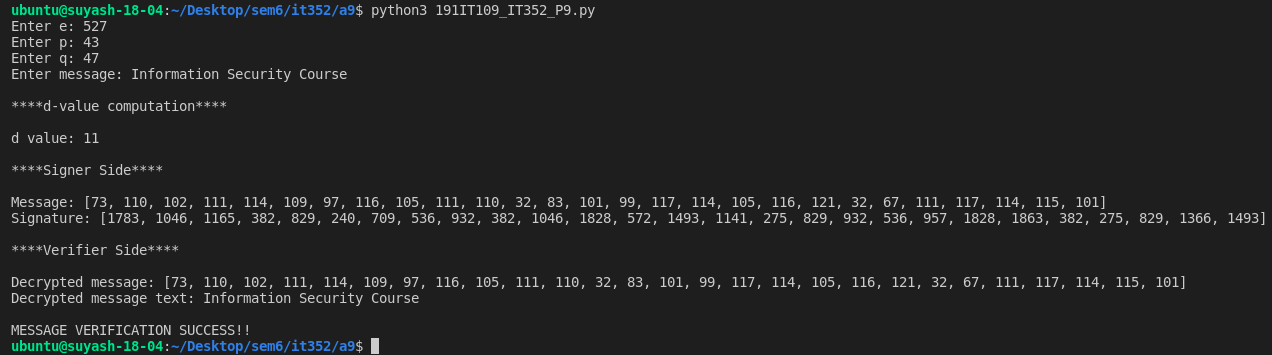 ubuntu@suyash-18-04:~/Desktop/sem6/it352/a9$ python3 191IT109_IT352_P9.py
Enter e: 527
Enter p: 43
Enter q: 47
Enter message: Information Security Course
****d-value computation****
d value: 11
****Signer Side****
Message: [73, 110, 102, 111, 114, 109, 97, 116, 105, 111, 110, 32, 83, 101, 99, 117, 114, 105, 116, 121, 32, 67, 111, 117, 114, 115, 101]
Signature: [1783, 1046, 1165, 382, 829, 240, 709, 536, 932, 382, 1046, 1828, 572, 1493, 1141, 275, 829, 932, 536, 957, 1828, 1863, 382, 275, 829, 1366, 1493]
****Verifier Side****
Decrypted message: [73, 110, 102, 111, 114, 109, 97, 116, 105, 111, 110, 32, 83, 101, 99, 117, 114, 105, 116, 121, 32, 67, 111, 117, 114, 115, 101]
Decrypted message text: Information Security Course
MESSAGE VERIFICATION SUCCESS!!
ubuntu@suyash-18-04:~/Desktop/sem6/it352/a9$